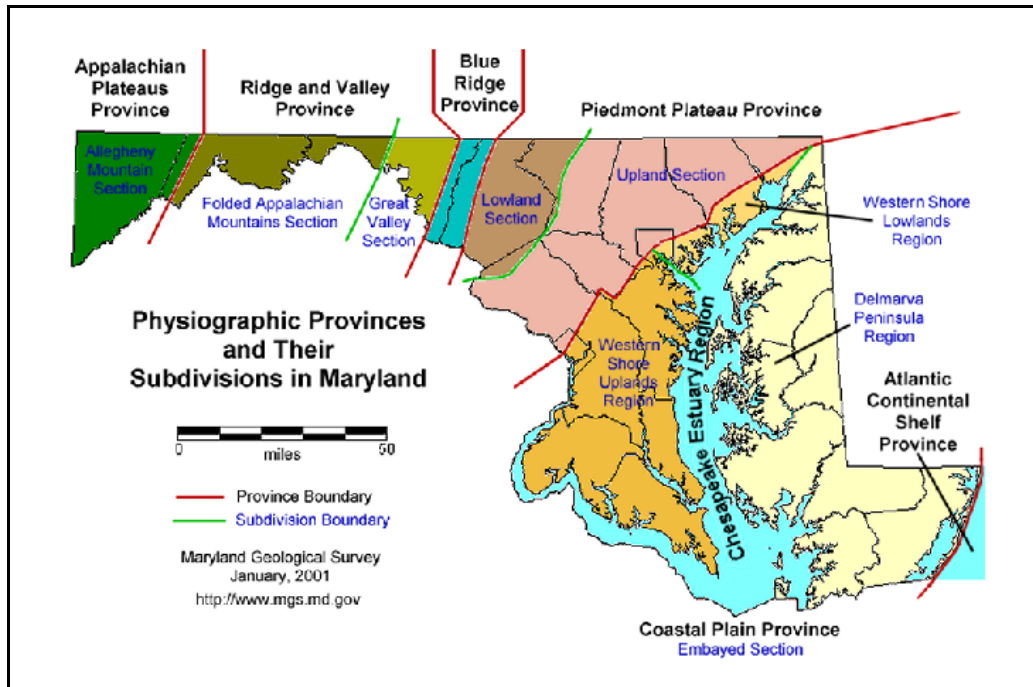 Appalachian
Plateaus
Province
Ridge and Valley
Province
Blue
Ridge
Province
Piedmont Plateau Province
Allegheny
Mountain
Section
Folded Appalachian
Mountains Section
Great
Valley
Section
Lowland
Section
Upland Section
Western Shore
Lowlands
Region
Physiographic Provinces
and Their
Subdivisions in Maryland
Western
Shore
Uplands
Region
Chesapeake Estuary Region
Delmarva
Peninsula
Region
Atlantic
Continental
Shelf
Province
0 50
miles
Province Boundary
Subdivision Boundary
Maryland Geological Survey
January, 2001
http://www.mgs.md.gov
Coastal Plain Province
Embayed Section